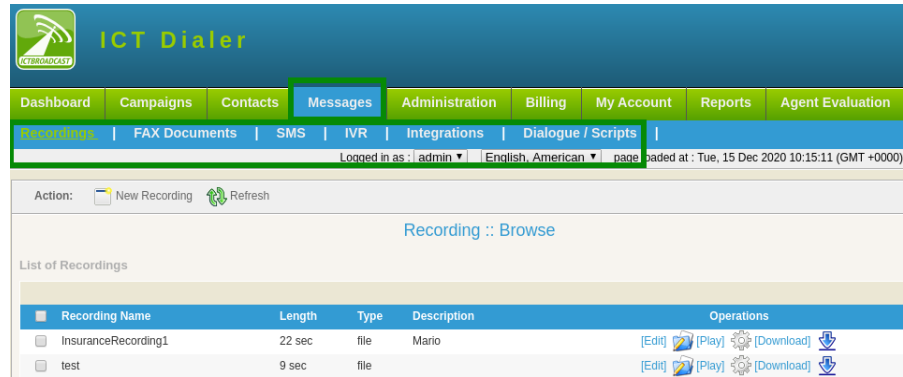 ICTBROADCAST
ICT Dialer
Dashboard Campaigns Contacts Messages Administration Billing My Account Reports Agent Evaluation
Recordings | FAX Documents | SMS | IVR | Integrations | Dialogue / Scripts |
Logged in as : admin ▼ English, American ▼ page loaded at : Tue, 15 Dec 2020 10:15:11 (GMT +0000)
Action: New Recording Refresh
Recording :: Browse
List of Recordings
Recording Name Length Type Description Operations
InsuranceRecording1 22 sec file Mario [Edit] [Play] [Download]
test 9 sec file [Edit] [Play] [Download]